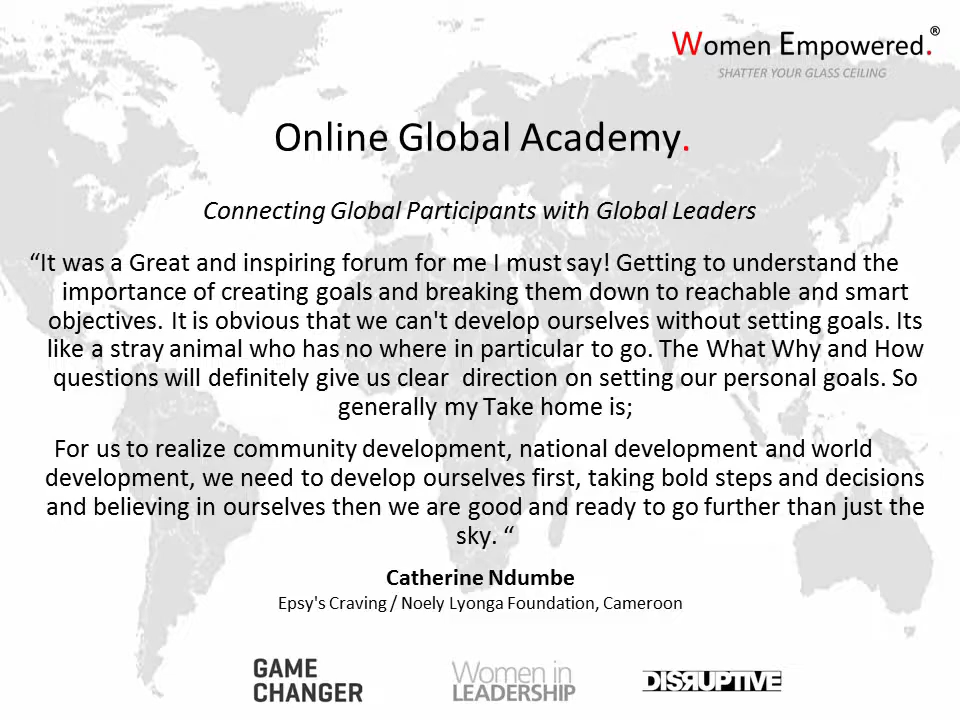 Women Empowered.®
SHATTER YOUR GLASS CEILING
Online Global Academy.
Connecting Global Participants with Global Leaders
“It was a Great and inspiring forum for me I must say! Getting to understand the
importance of creating goals and breaking them down to reachable and smart
objectives. It is obvious that we can't develop ourselves without setting goals. Its
like a stray animal who has no where in particular to go. The What Why and How
questions will definitely give us clear  direction on setting our personal goals. So
generally my Take home is;
For us to realize community development, national development and world
development, we need to develop ourselves first, taking bold steps and decisions
and believing in ourselves then we are good and ready to go further than just the
sky. “
Catherine Ndumbe
Epsy's Craving / Noely Lyonga Foundation, Cameroon
GAME
CHANGER
Women in
LEADERSHIP
DISRUPTIVE